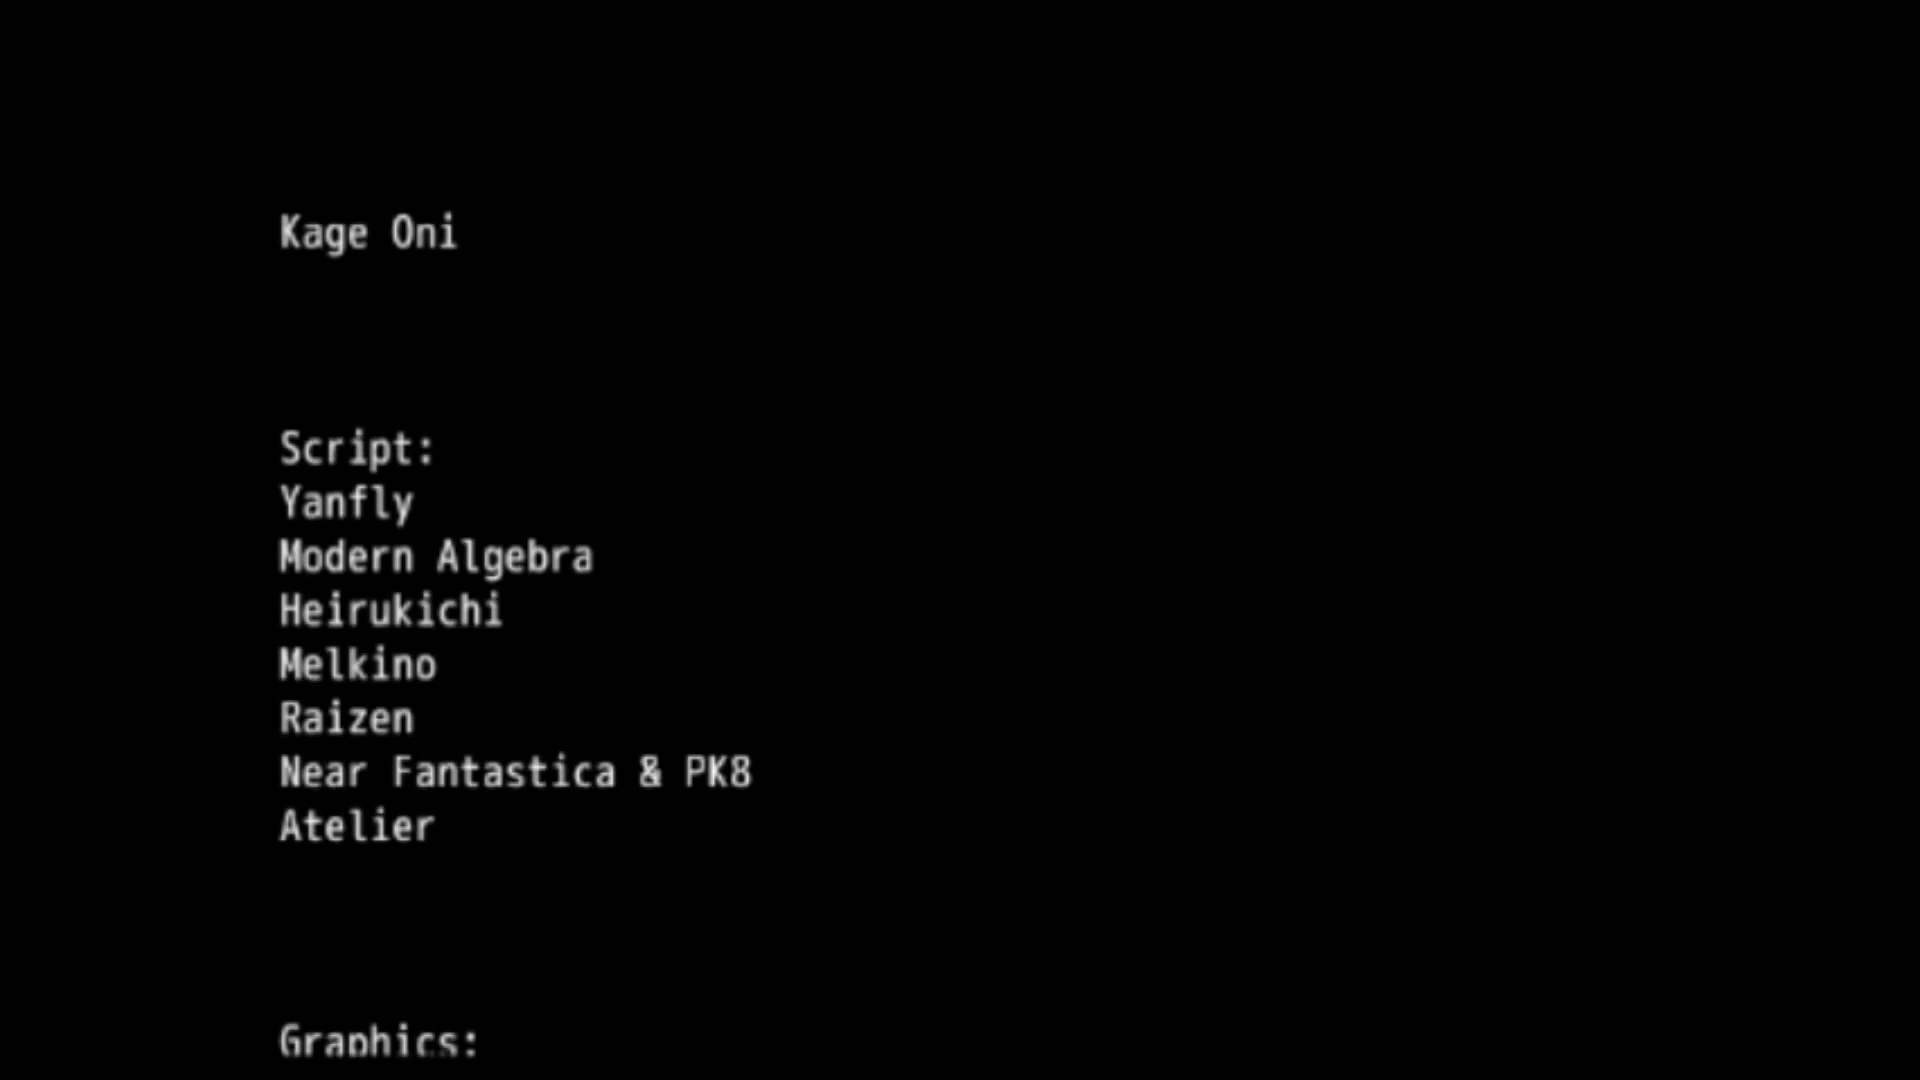 Kage Oni
Script:
Yanfly
Modern Algebra
Heirukichi
Melkino
Raizen
Near Fantastica & PK8
Atelier
Graphics: